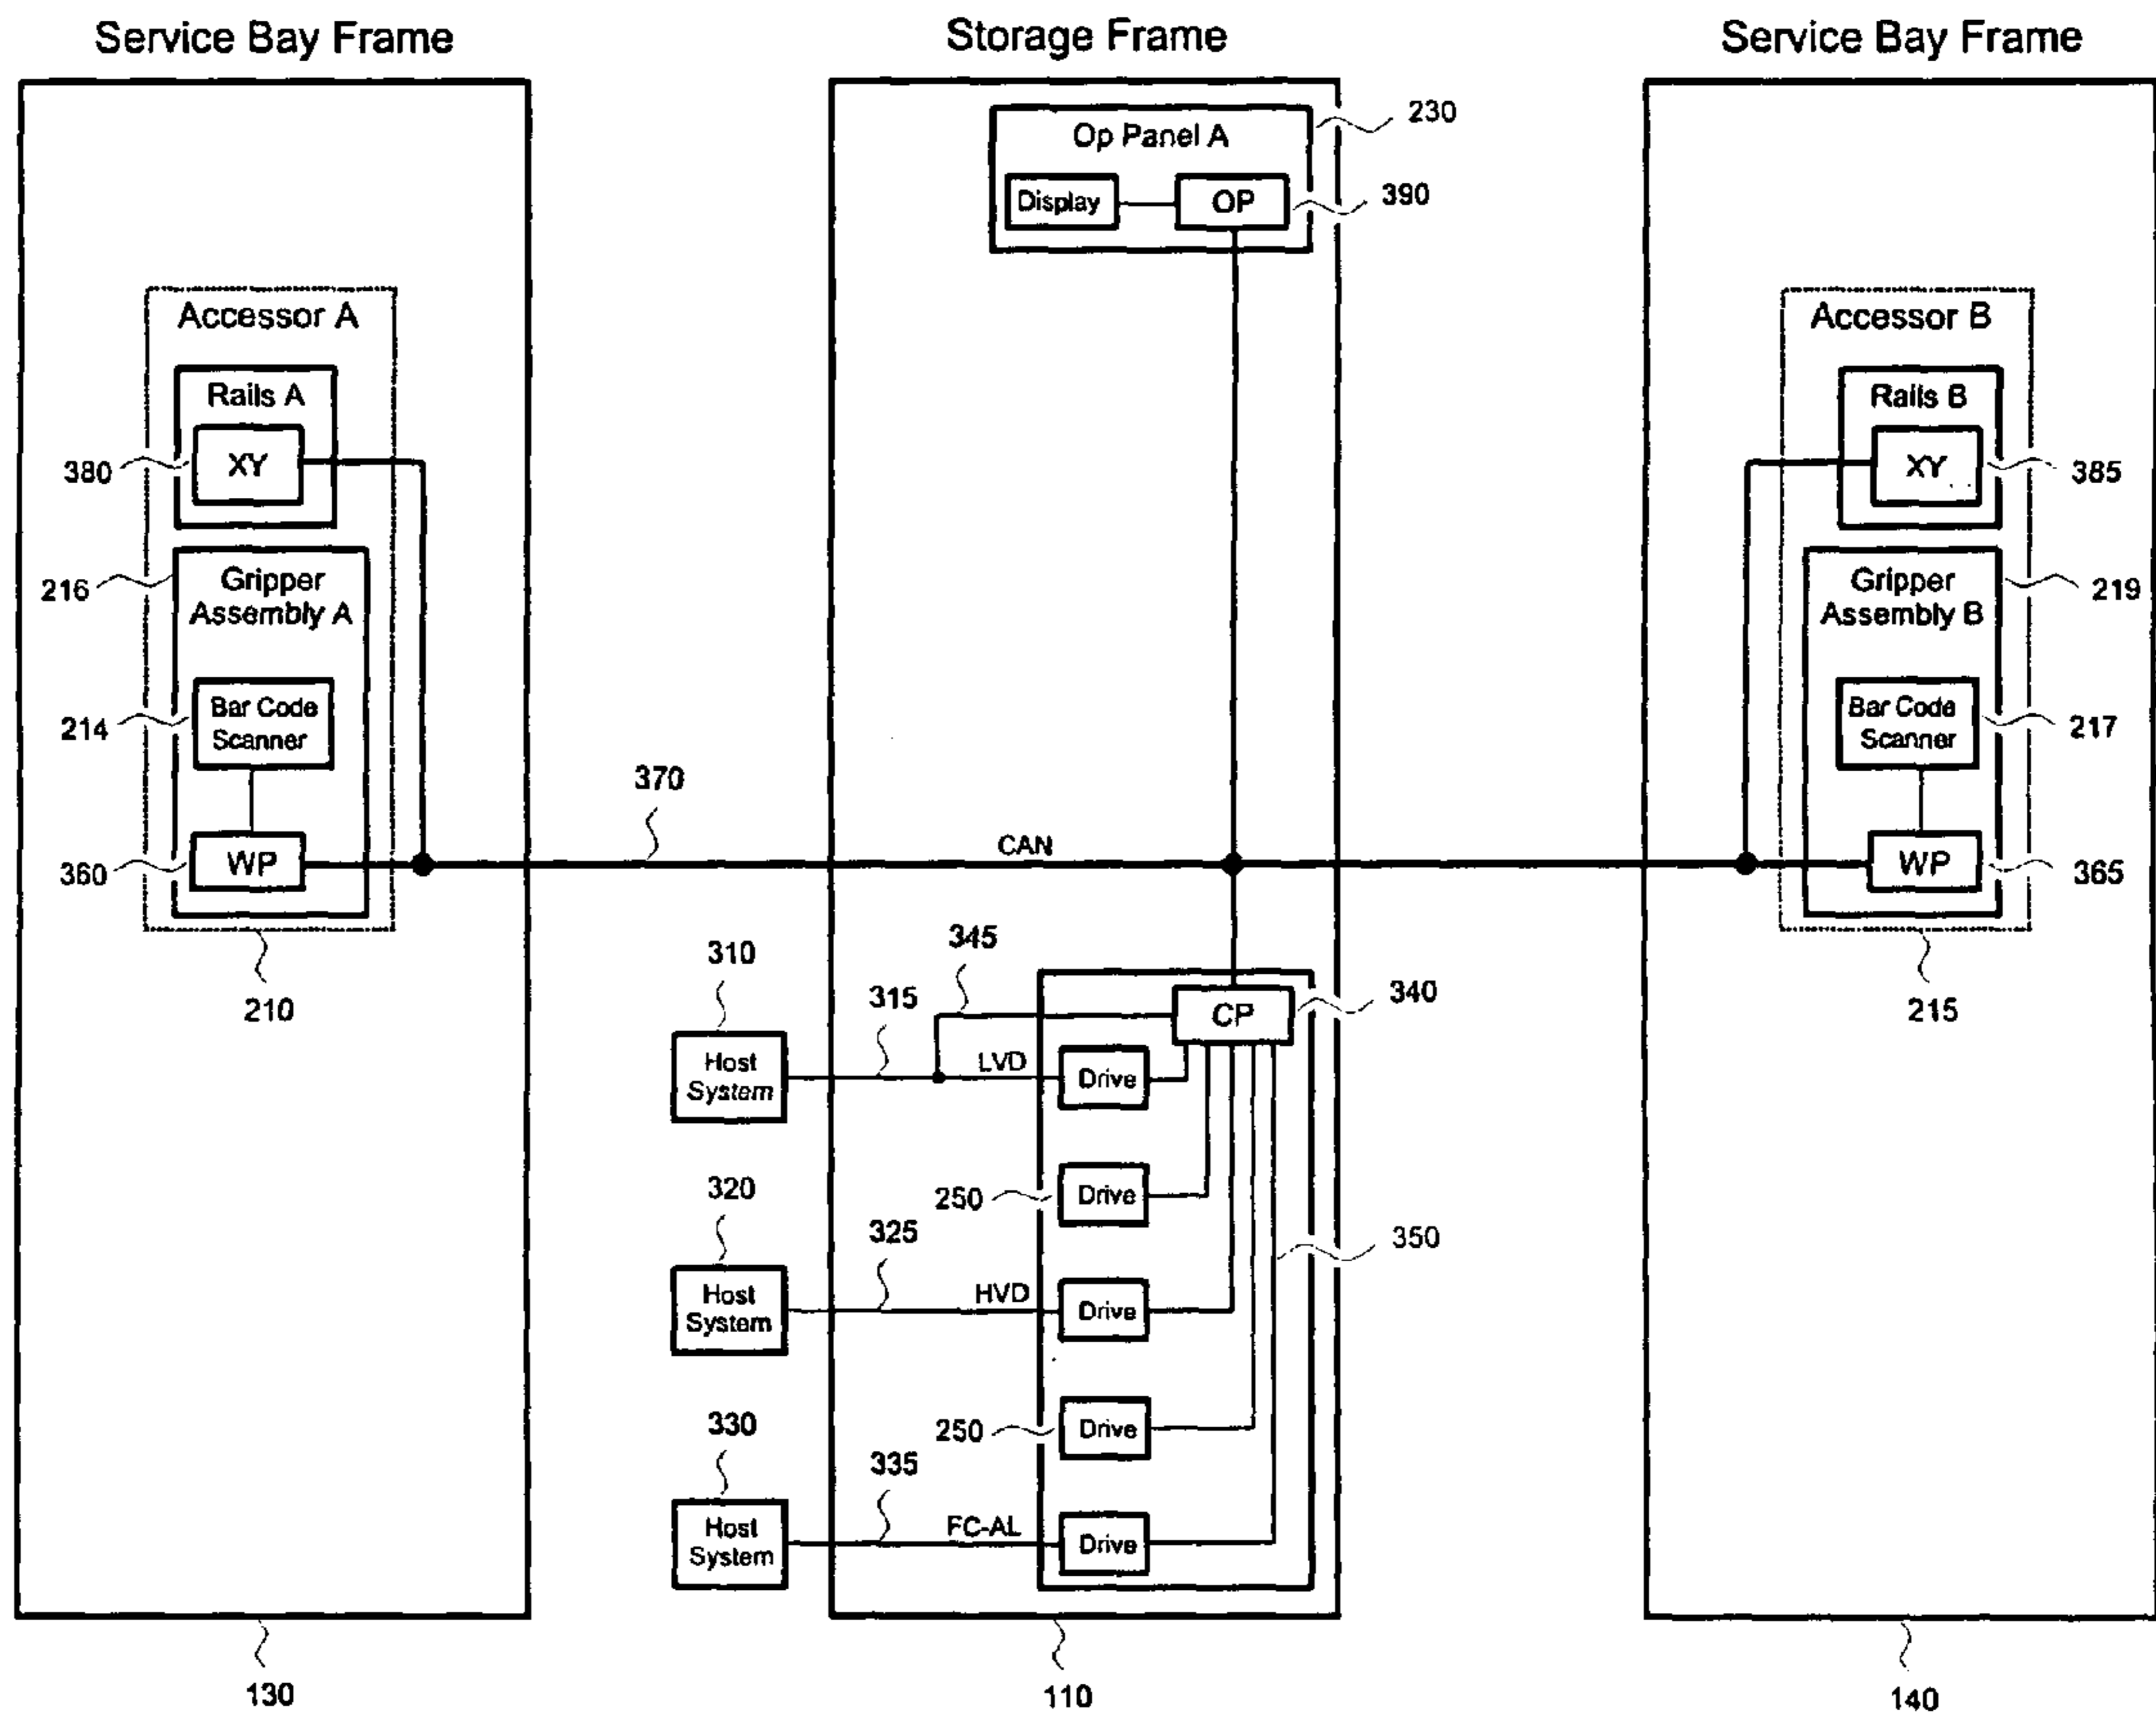 Service Bay Frame
Storage Frame
Service Bay Frame
230
Op Panel A
Display
OP
390
Accessor A
Rails A
XY
380
216
Gripper
Assembly A
Bar Code
Scanner
214
WP
360
210
Accessor B
Rails B
XY
385
Gripper
Assembly B
219
Bar Code
Scanner
217
WP
365
215
370
CAN
345
310
315
340
CP
Host
System
LVD
Drive
250
Drive
320
325
350
Host
System
HVD
Drive
250
Drive
330
335
Host
System
FC-AL
Drive
130
110
140